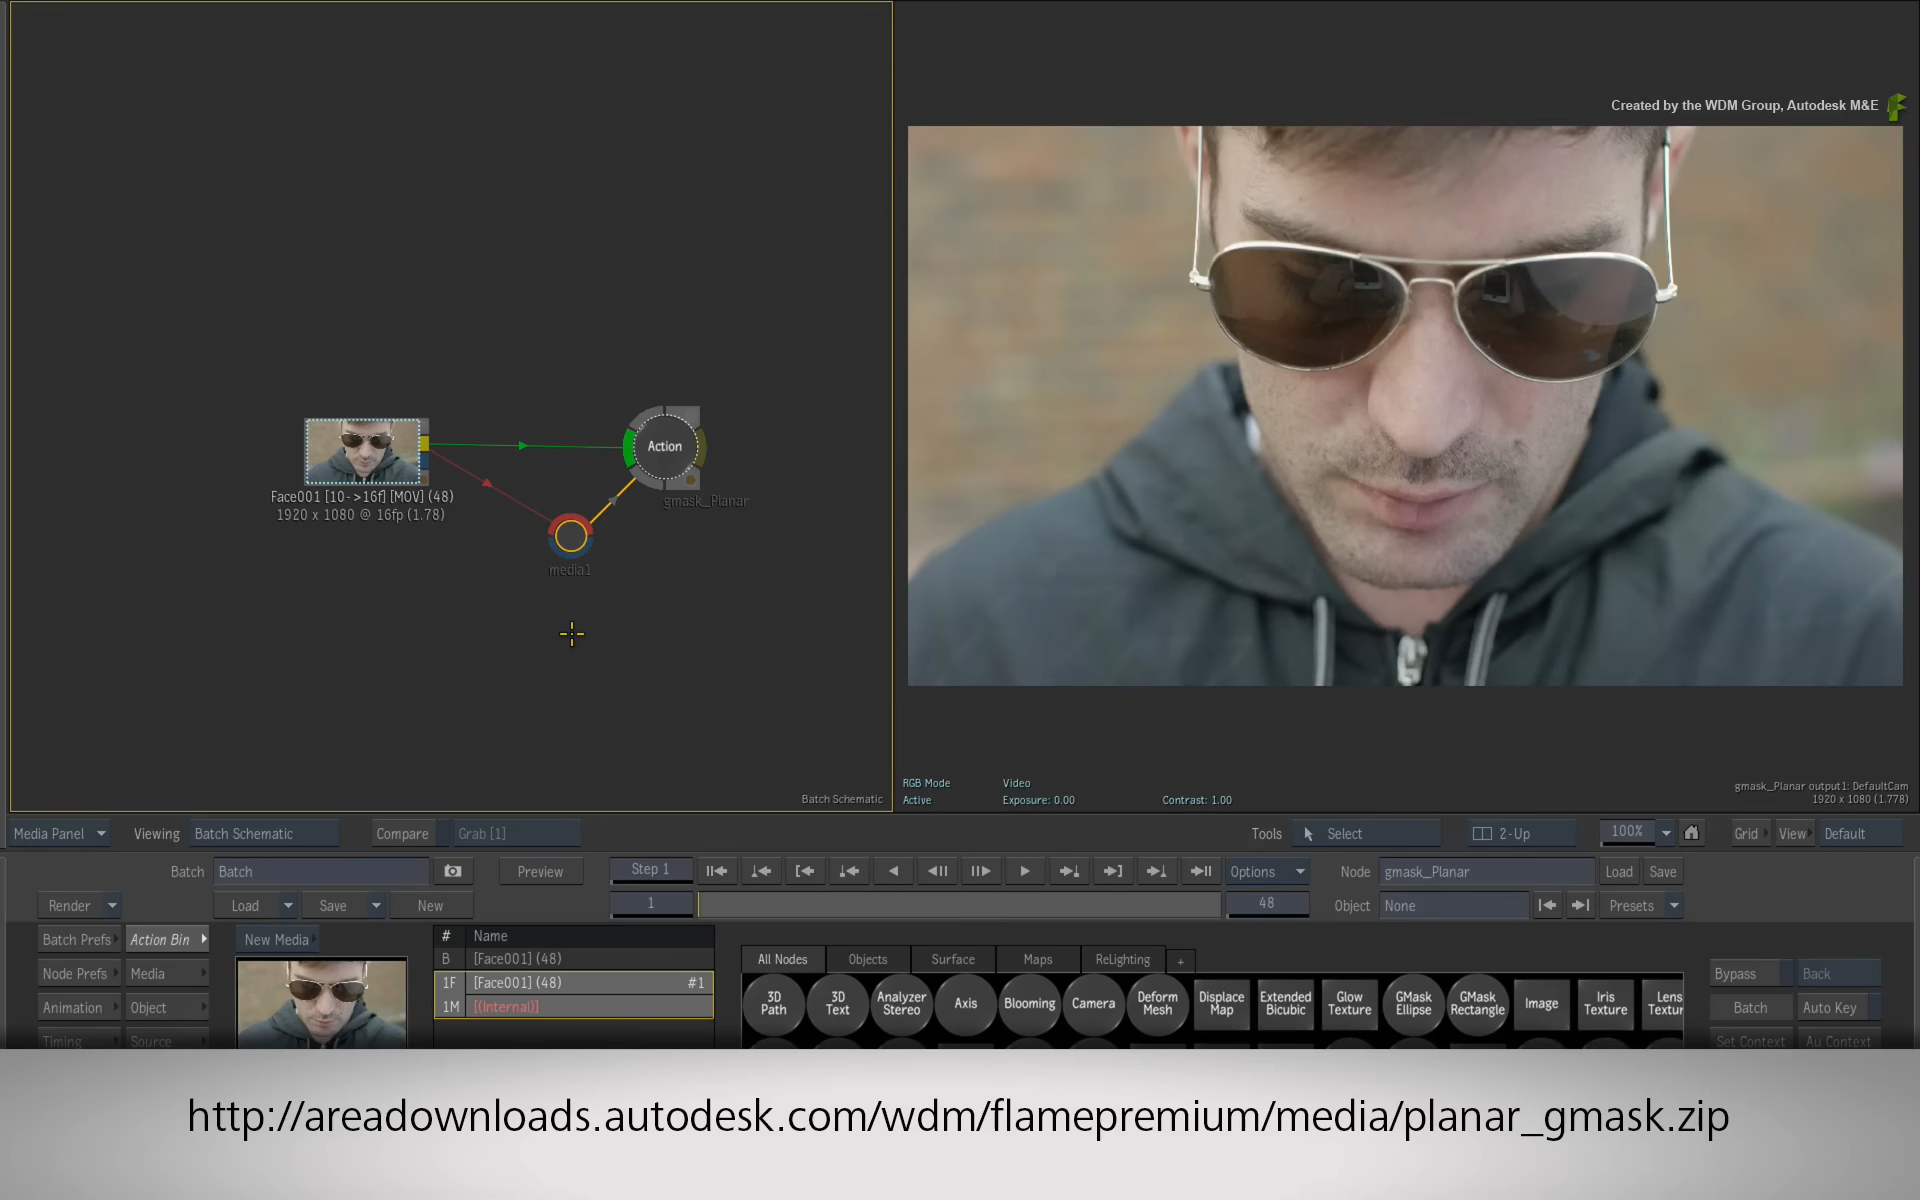 Created by the WDM Group, Autodesk M&E
Action
gmask_Planar
Face001 [10->16f] [MOV] (48)
1920 x 1080 @ 16fp (1.78)
media1
Batch Schematic
RGB Mode
Active
Video
Exposure: 0.00
Contrast: 1.00
gmask_Planar output1: DefaultCam
1920 x 1080 (1.778)
Media Panel Viewing Batch Schematic Compare Grab [1] Tools Select 2-Up 100% Grid View Default
Batch Batch Preview Step 1 Options Node gmask_Planar Load Save
Render Load Save New 1 48 Object None Presets
Batch Prefs Action Bin New Media
Node Prefs Media
Animation Object
Timing Source
# Name
B [Face001] (48)
1F [Face001] (48) #1
1M [(Internal)]
All Nodes Objects Surface Maps ReLighting +
3D Path
3D Text
Analyzer Stereo
Axis
Blooming
Camera
Deform Mesh
Displace Map
Extended Bicubic
Glow Texture
GMask Ellipse
GMask Rectangle
Image
Iris Texture
Lens Textur
Bypass Back
Batch Auto Key
Set Context Au Context
http://areadownloads.autodesk.com/wdm/flamepremium/media/planar_gmask.zip